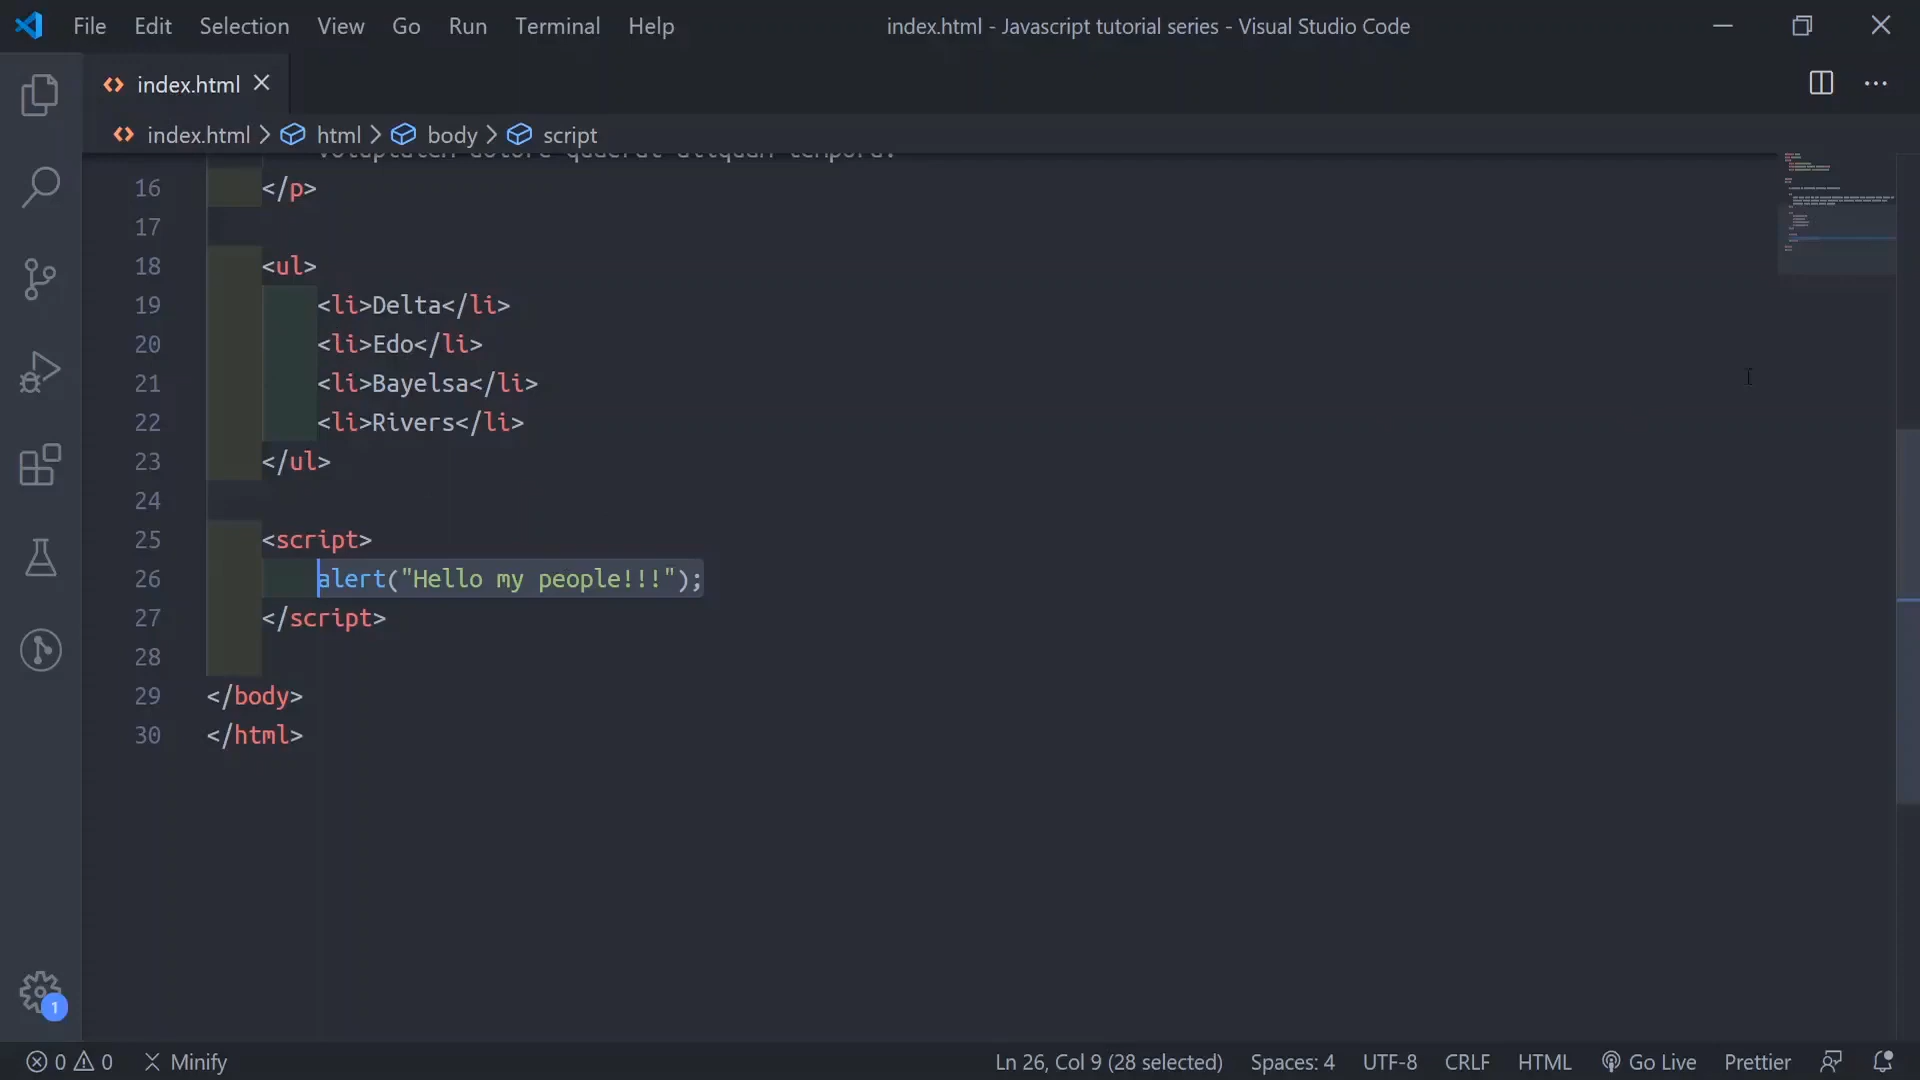 File Edit Selection View Go Run Terminal Help index.html - Javascript tutorial series - Visual Studio Code
index.html
index.html > html > body > script
16 </p>
17
18 <ul>
19 <li>Delta</li>
20 <li>Edo</li>
21 <li>Bayelsa</li>
22 <li>Rivers</li>
23 </ul>
24
25 <script>
26 alert("Hello my people!!!");
27 </script>
28
29 </body>
30 </html>
1
0 0 Minify Ln 26, Col 9 (28 selected) Spaces: 4 UTF-8 CRLF HTML Go Live Prettier